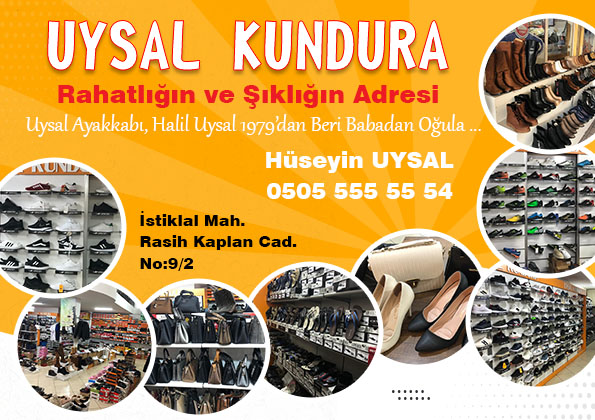 UYSAL KUNDURA
Rahatlığın ve Şıklığın Adresi
Uysal Ayakkabı, Halil Uysal 1979'dan Beri Babadan Oğula ...
Hüseyin UYSAL
0505 555 55 54
İstiklal Mah.
Rasih Kaplan Cad.
No:9/2
KUNDU